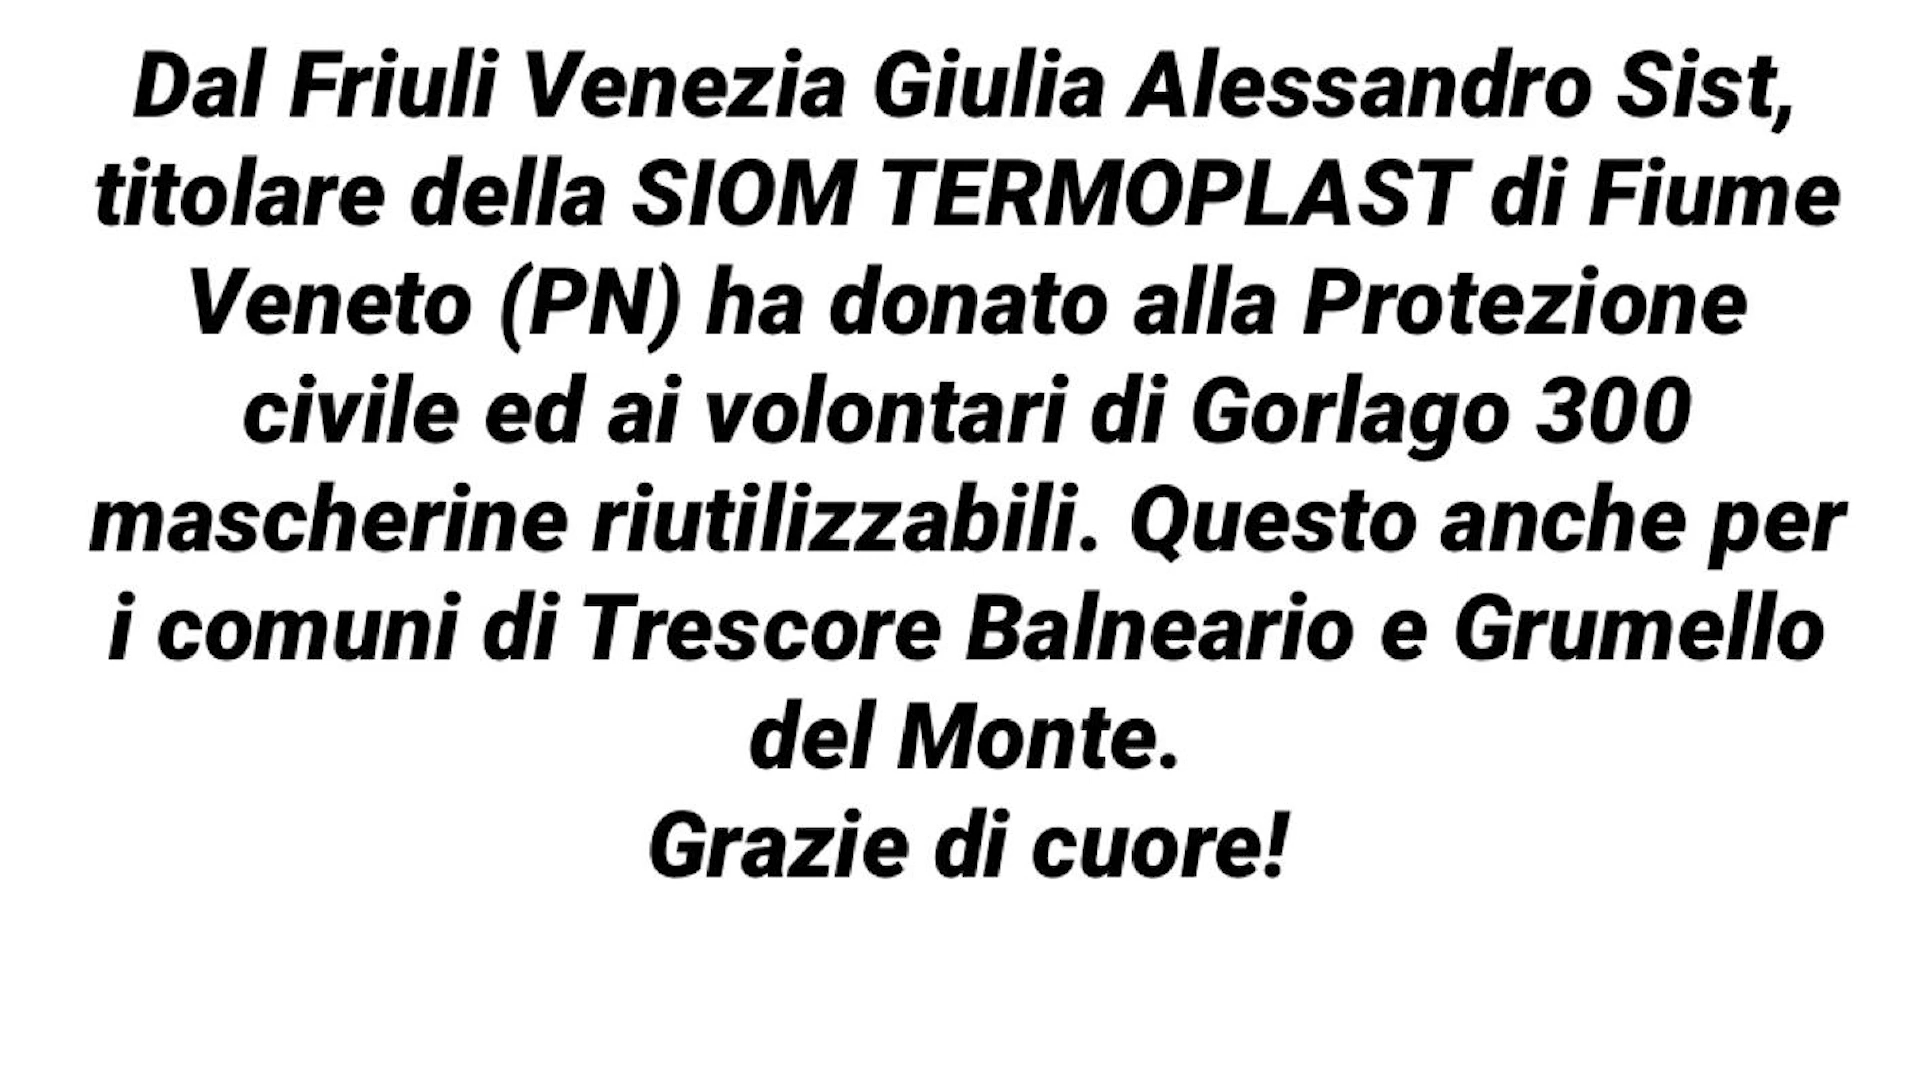 Dal Friuli Venezia Giulia Alessandro Sist,
titolare della SIOM TERMOPLAST di Fiume
Veneto (PN) ha donato alla Protezione
civile ed ai volontari di Gorlago 300
mascherine riutilizzabili. Questo anche per
i comuni di Trescore Balneario e Grumello
del Monte.
Grazie di cuore!